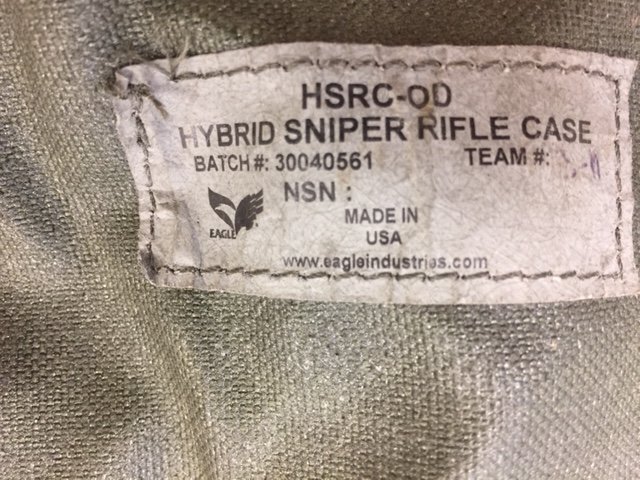 HSRC-OD
HYBRID SNIPER RIFLE CASE
BATCH #: 30040561 TEAM #:
NSN :
EAGLE
MADE IN
USA
www.eagleindustries.com